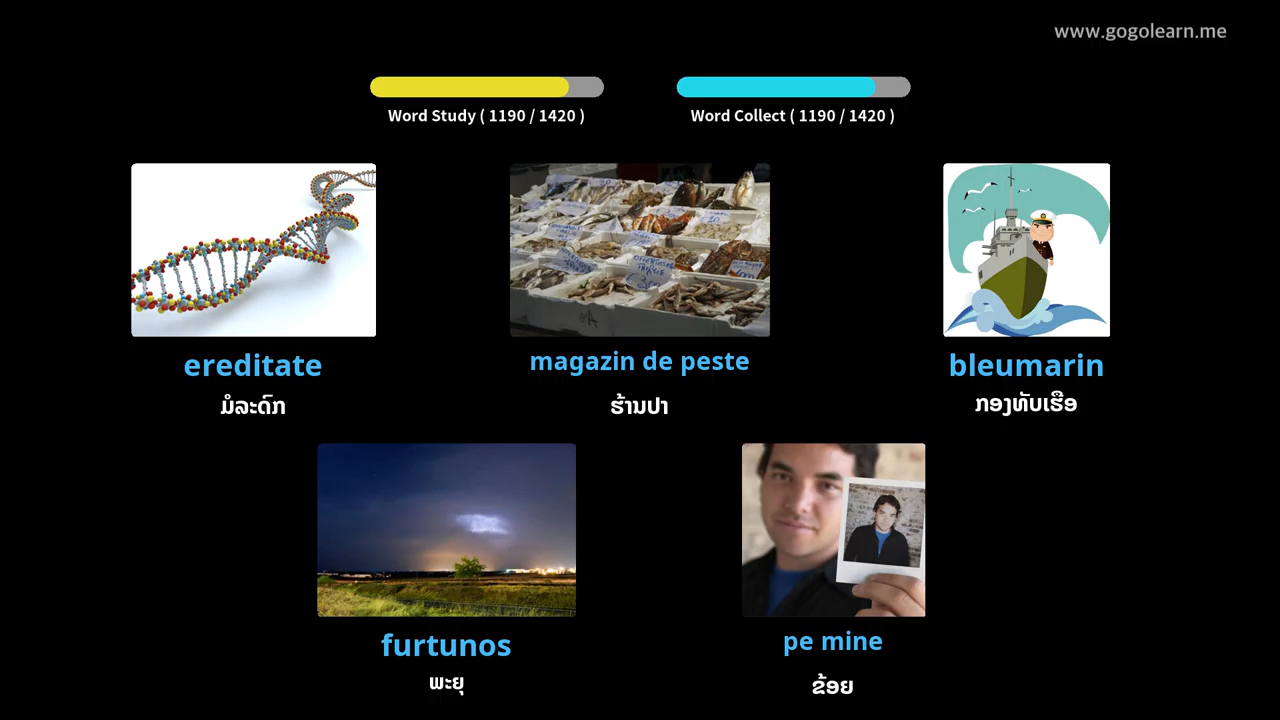 www.gogolearn.me
Word Study ( 1190 / 1420 )
Word Collect ( 1190 / 1420 )
ereditate
magazin de peste
bleumarin
ມໍລະດົກ
ຮ້ານປາ
ກອງທັບເຮືອ
furtunos
pe mine
ພະຍຸ
ຂ້ອຍ